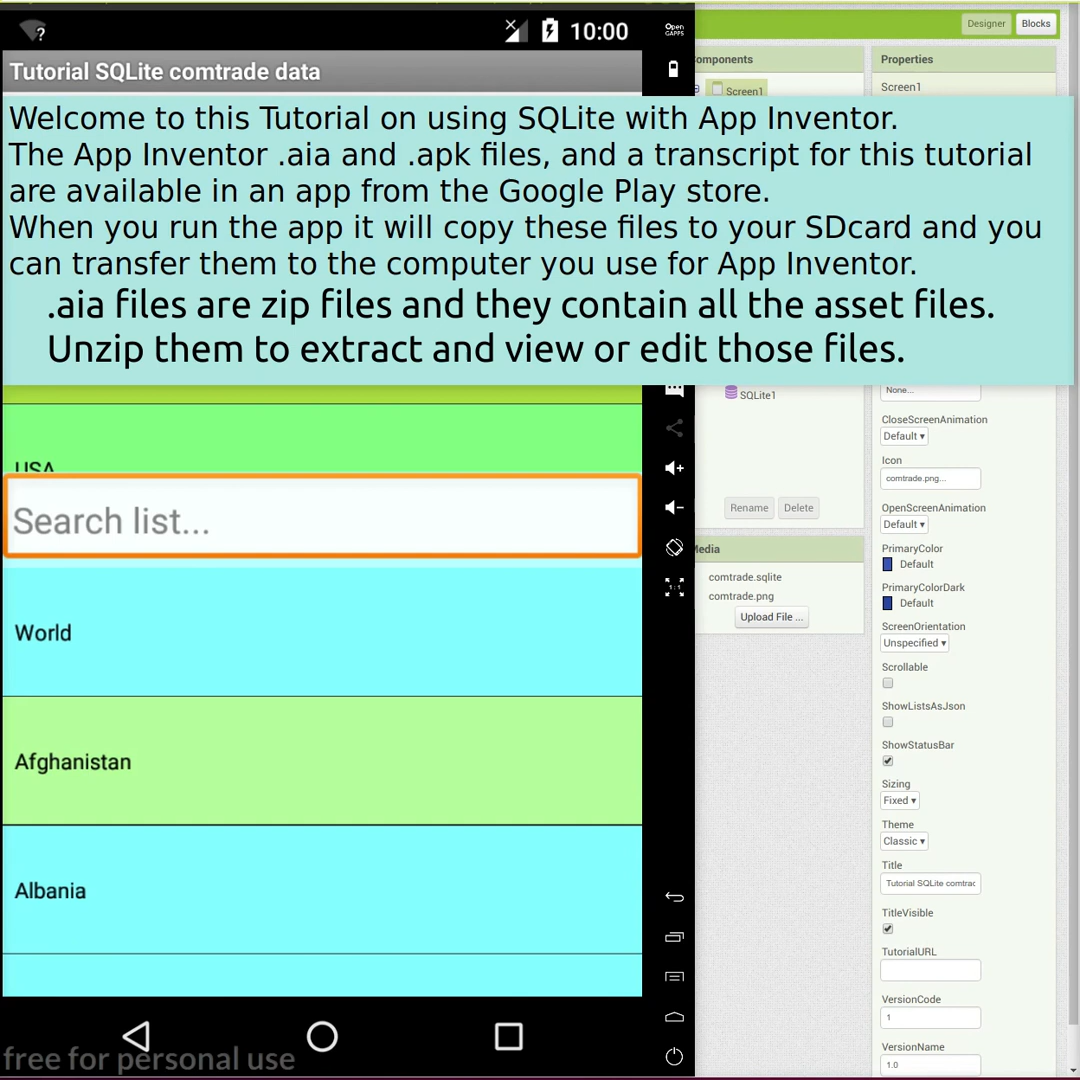 10:00
Open
GAPPS
Designer
Blocks
Tutorial SQLite comtrade data
omponents
Properties
Screen1
Screen1
Welcome to this Tutorial on using SQLite with App Inventor.
The App Inventor .aia and .apk files, and a transcript for this tutorial
are available in an app from the Google Play store.
When you run the app it will copy these files to your SDcard and you
can transfer them to the computer you use for App Inventor.
.aia files are zip files and they contain all the asset files.
Unzip them to extract and view or edit those files.
USA
Search list...
World
Afghanistan
Albania
free for personal use
SQLite1
Rename
Delete
Media
comtrade.sqlite
comtrade.png
Upload File ...
None...
CloseScreenAnimation
Default
Icon
comtrade.png...
OpenScreenAnimation
Default
PrimaryColor
Default
PrimaryColorDark
Default
ScreenOrientation
Unspecified
Scrollable
ShowListsAsJson
ShowStatusBar
Sizing
Fixed
Theme
Classic
Title
Tutorial SQLite comtrac
TitleVisible
TutorialURL
VersionCode
1
VersionName
1.0